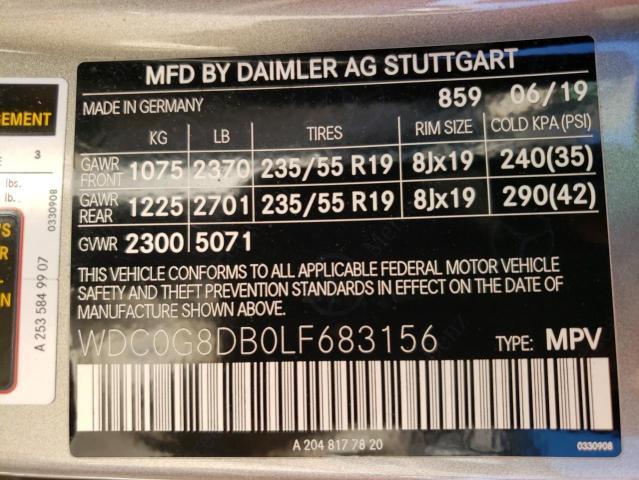 MFD BY DAIMLER AG STUTTGART
MADE IN GERMANY 859 06/19
KG LB TIRES RIM SIZE COLD KPA(PSI)
GAWR FRONT 1075 2370 235/55 R19 8Jx19 240(35)
GAWR REAR 1225 2701 235/55 R19 8Jx19 290(42)
GVWR 2300 5071
THIS VEHICLE CONFORMS TO ALL APPLICABLE FEDERAL MOTOR VEHICLE
SAFETY AND THEFT PREVENTION STANDARDS IN EFFECT ON THE DATE OF
MANUFACTURE SHOWN ABOVE.
WDC0G8DB0LF683156 TYPE: MPV
A 204 817 78 20 0330908
3
lbs.
lb.
0330908
A 253 584 99 07